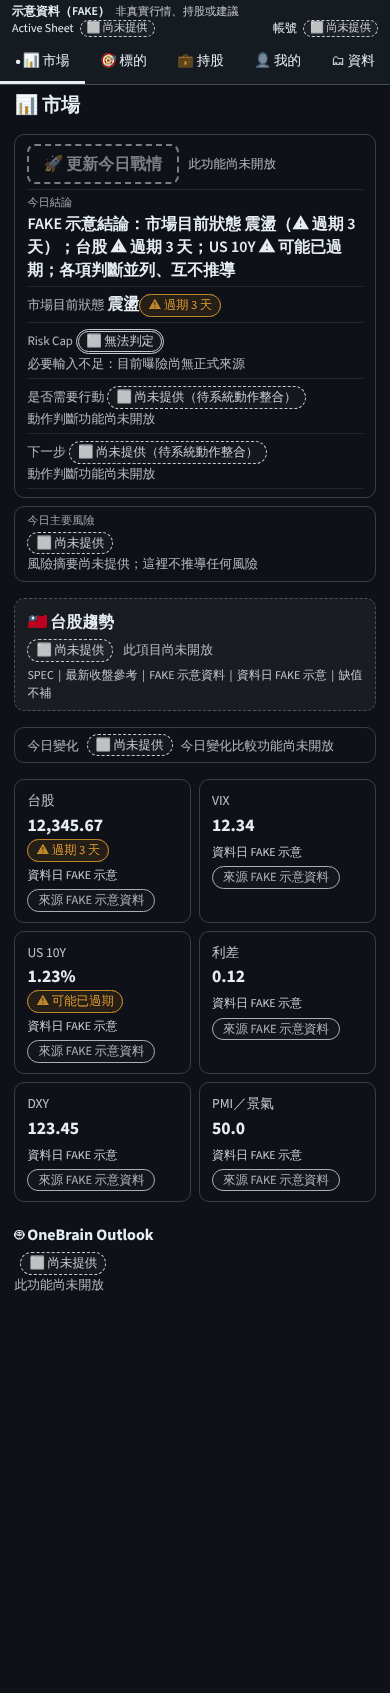 示意資料（FAKE） 非真實行情、持股或建議
Active Sheet 尚未提供 帳號 尚未提供
市場 標的 持股 我的 資料
市場
更新今日戰情 此功能尚未開放
今日結論
FAKE 示意結論：市場目前狀態 震盪（⚠ 過期 3
天）；台股 ⚠ 過期 3 天；US 10Y ⚠ 可能已過
期；各項判斷並列、互不推導
市場目前狀態 震盪 ⚠ 過期 3 天
Risk Cap 無法判定
必要輸入不足：目前曝險尚無正式來源
是否需要行動 尚未提供（待系統動作整合）
動作判斷功能尚未開放
下一步 尚未提供（待系統動作整合）
動作判斷功能尚未開放
今日主要風險
尚未提供
風險摘要尚未提供；這裡不推導任何風險
台股趨勢
尚未提供 此項目尚未開放
SPEC｜最新收盤參考｜FAKE 示意資料｜資料日 FAKE 示意｜缺值
不補
今日變化 尚未提供 今日變化比較功能尚未開放
台股
12,345.67
⚠ 過期 3 天
資料日 FAKE 示意
來源 FAKE 示意資料
VIX
12.34
資料日 FAKE 示意
來源 FAKE 示意資料
US 10Y
1.23%
⚠ 可能已過期
資料日 FAKE 示意
來源 FAKE 示意資料
利差
0.12
資料日 FAKE 示意
來源 FAKE 示意資料
DXY
123.45
資料日 FAKE 示意
來源 FAKE 示意資料
PMI／景氣
50.0
資料日 FAKE 示意
來源 FAKE 示意資料
OneBrain Outlook
尚未提供
此功能尚未開放